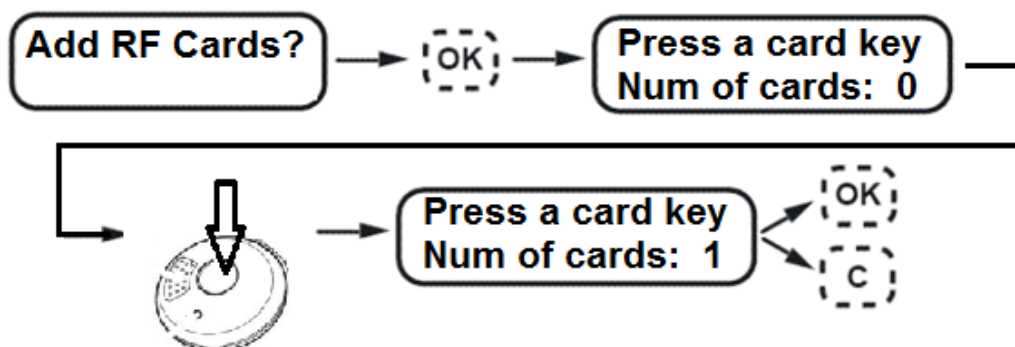 Add RF Cards?
OK
Press a card key
Num of cards: 0
Press a card key
Num of cards: 1
OK
C